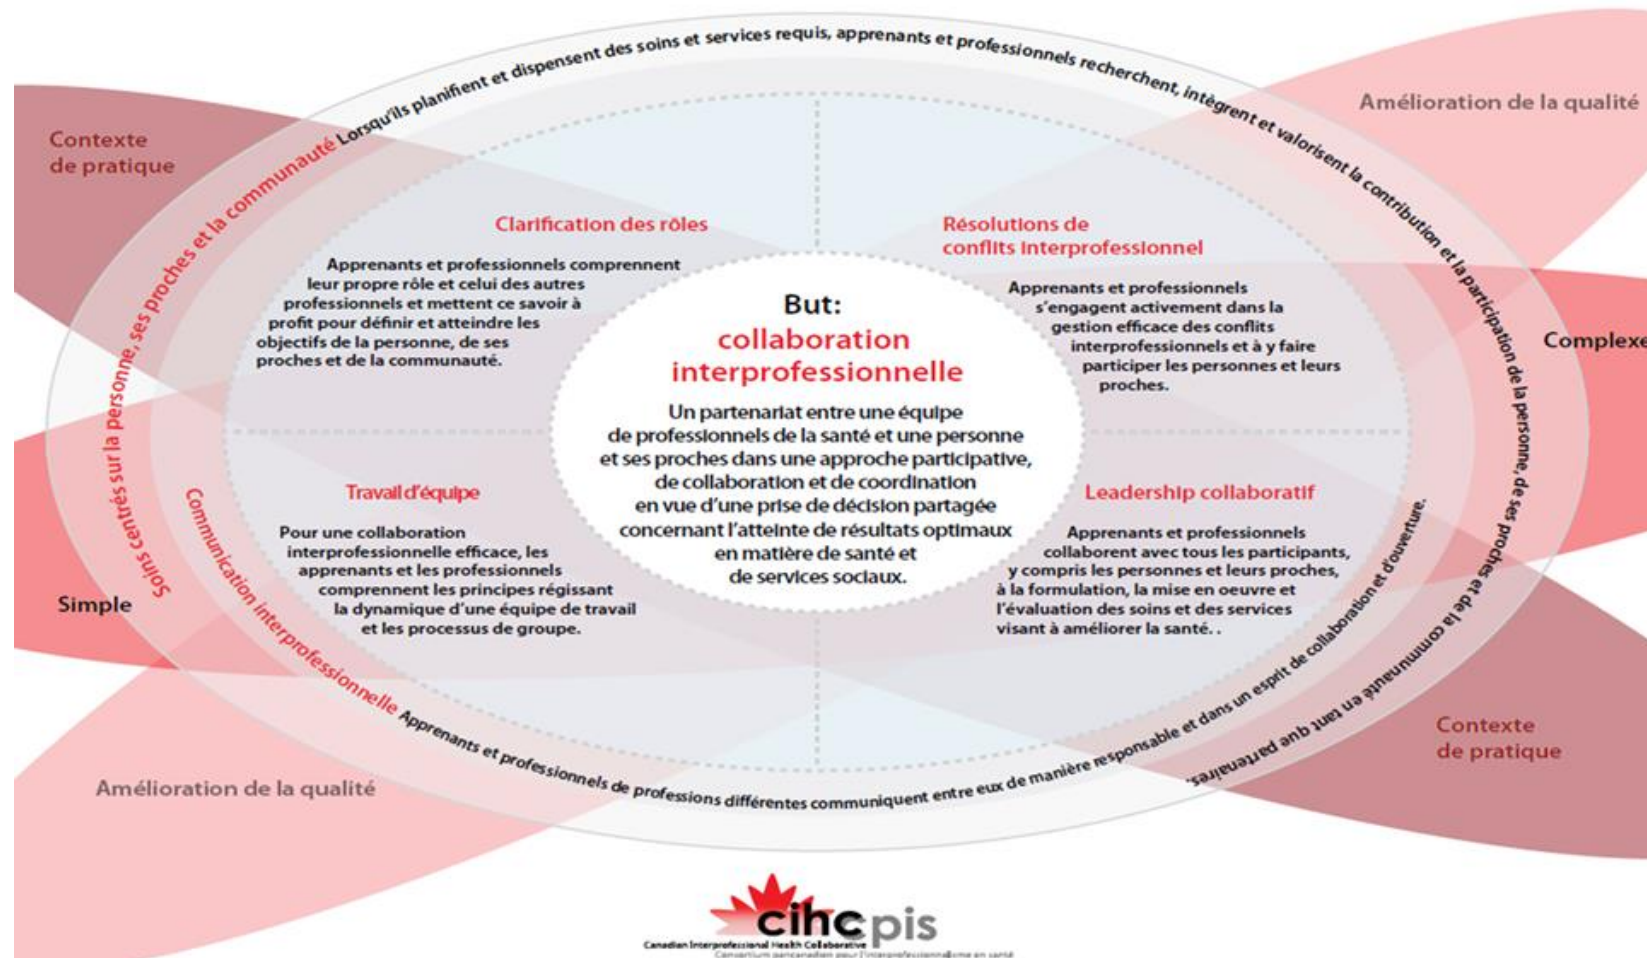 Soins centrés sur la personne, ses proches et la communauté Lorsqu'ils planifient et dispensent des soins et services requis, apprenants et professionnels recherchent, intègrent et valorisent la contribution et la participation de la personne, de ses proches et de la communauté en tant que partenaires.
Contexte
de pratique
Amélioration de la qualité
Clarification des rôles
Apprenants et professionnels comprennent
leur propre rôle et celui des autres
professionnels et mettent ce savoir à
profit pour définir et atteindre les
objectifs de la personne, de ses
proches et de la communauté.
Résolutions de
conflits interprofessionnel
Apprenants et professionnels
s'engagent activement dans la
gestion efficace des conflits
interprofessionnels et à y faire
participer les personnes et leurs
proches.
Complexe
But:
collaboration
interprofessionnelle
Un partenariat entre une équipe
de professionnels de la santé et une personne
et ses proches dans une approche participative,
de collaboration et de coordination
en vue d'une prise de décision partagée
concernant l'atteinte de résultats optimaux
en matière de santé et
de services sociaux.
Travail d'équipe
Pour une collaboration
interprofessionnelle efficace, les
apprenants et les professionnels
comprennent les principes régissant
la dynamique d'une équipe de travail
et les processus de groupe.
Leadership collaboratif
Apprenants et professionnels
collaborent avec tous les participants,
y compris les personnes et leurs proches,
à la formulation, la mise en oeuvre et
l'évaluation des soins et des services
visant à améliorer la santé. .
Simple
Communication interprofessionnelle Apprenants et professionnels de professions différentes communiquent entre eux de manière responsable et dans un esprit de collaboration et d'ouverture.
Amélioration de la qualité
Contexte
de pratique
cihcpis
Canadian Interprofessional Health Collaborative
Consortium pancanadien pour l'interprofessionnalisme en santé